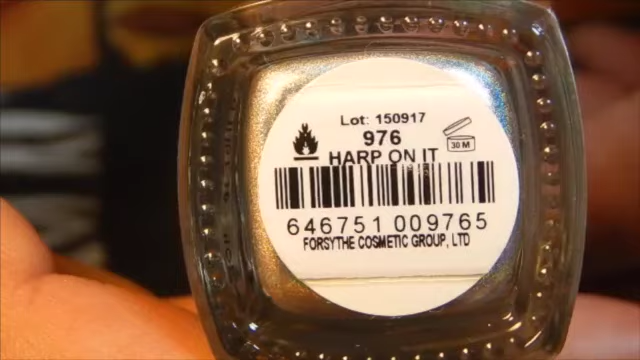 Lot: 150917
976
30 M
HARP ON IT
646751 009765
FORSYTHE COSMETIC GROUP, LTD